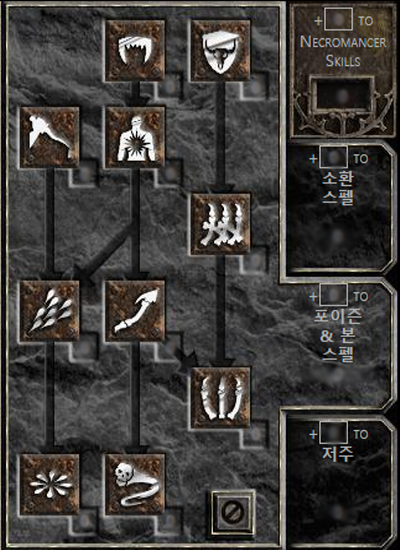 + TO
NECROMANCER
SKILLS
+ TO
소환
스펠
+ TO
포이즌
& 본
스펠
+ TO
저주